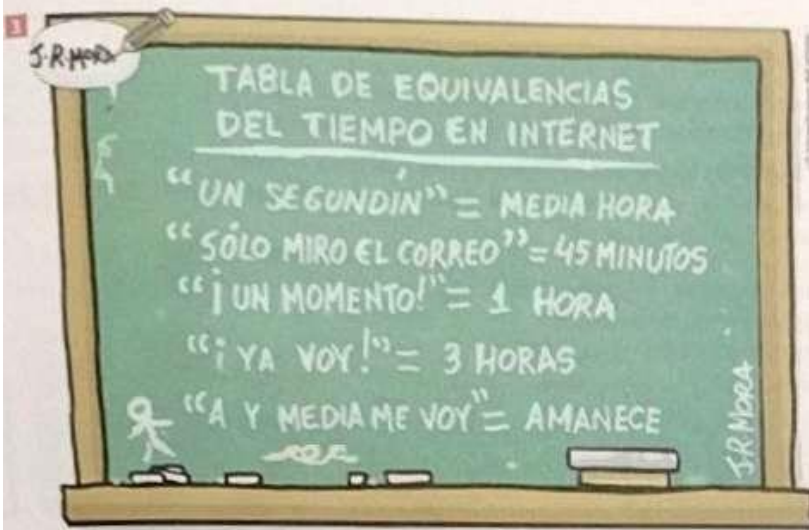 3
J·R·MORA
TABLA DE EQUIVALENCIAS
DEL TIEMPO EN INTERNET
“UN SEGUNDÍN” = MEDIA HORA
“SÓLO MIRO EL CORREO” = 45 MINUTOS
“¡UN MOMENTO!” = 1 HORA
“¡YA VOY!” = 3 HORAS
“A Y MEDIA ME VOY” = AMANECE
J.R.MORA